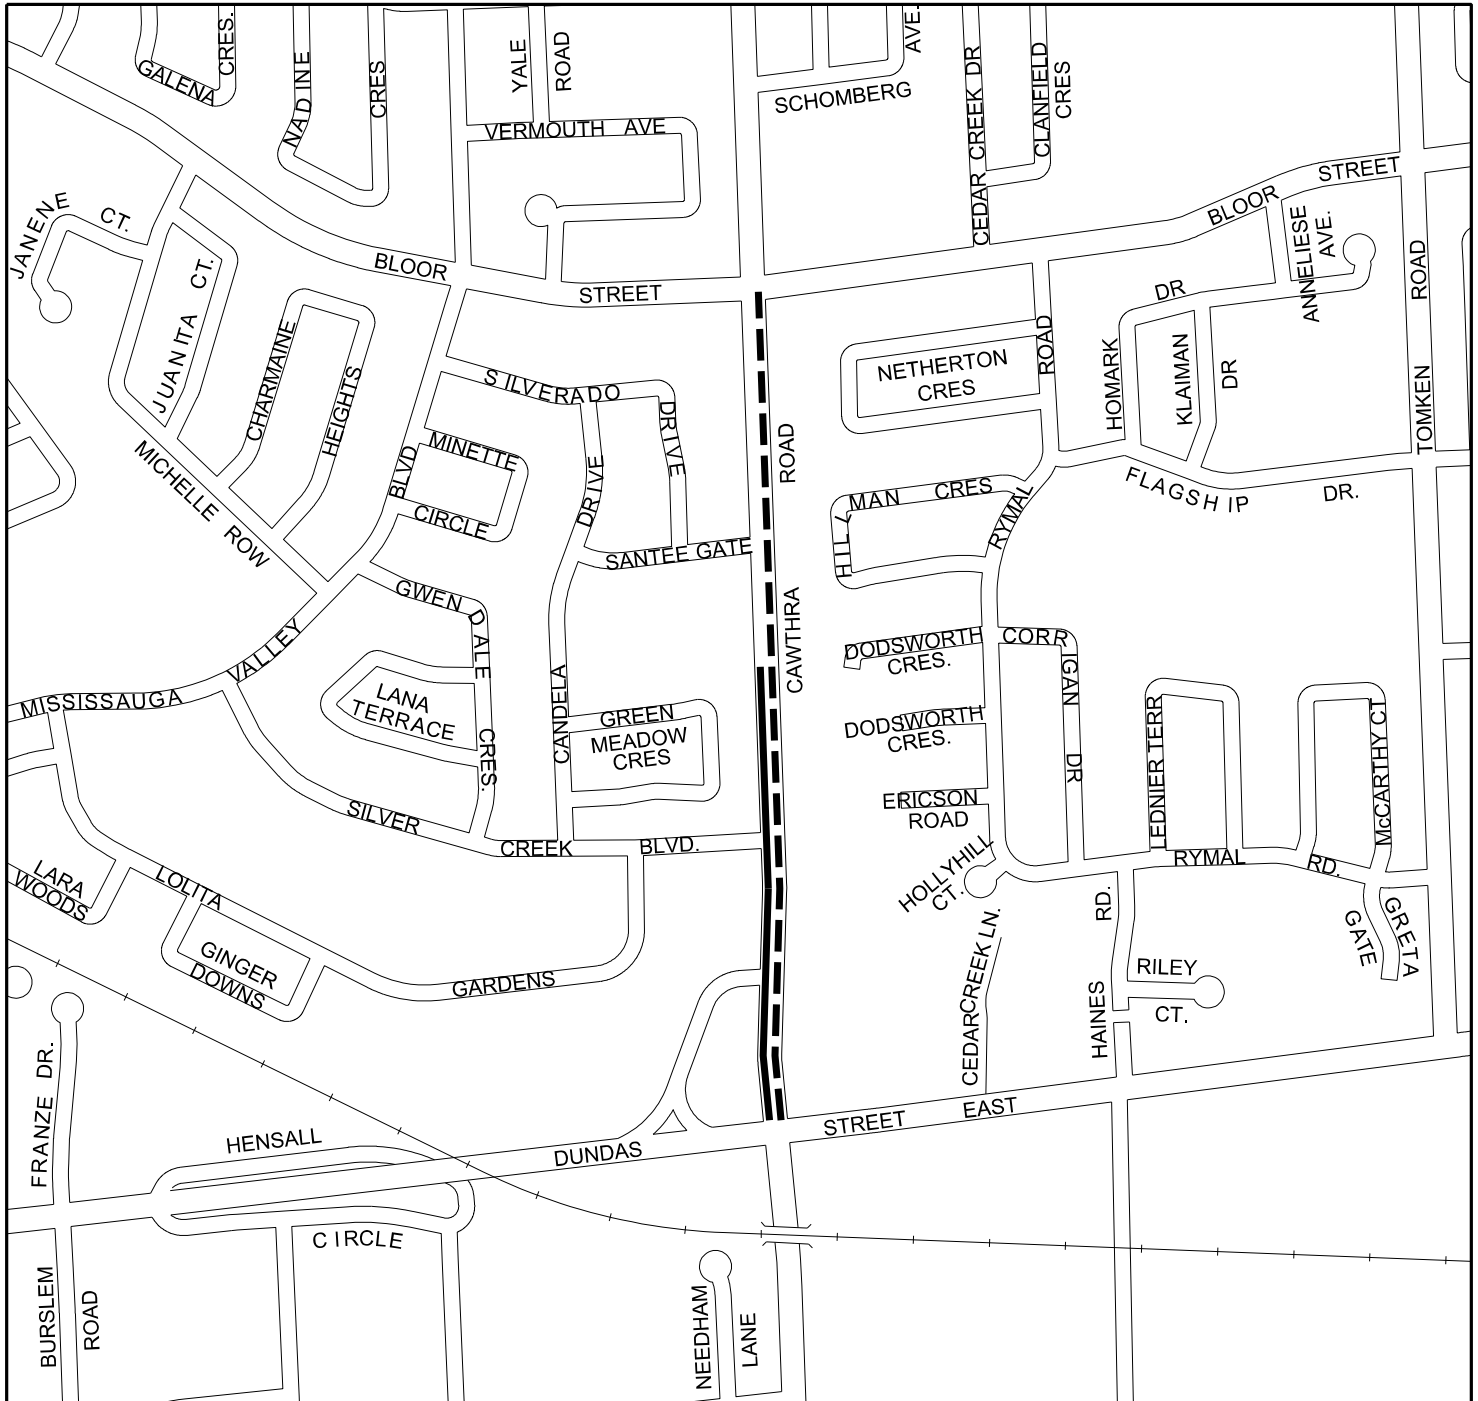 GALENA
CRES.
NADINE
CRES
YALE
ROAD
VERMOUTH AVE
SCHOMBERG
AVE.
CEDAR CREEK DR
CLANFIELD
CRES
JANENE
CT.
BLOOR
STREET
BLOOR
STREET
ANNELIESE
AVE.
TOMKEN
ROAD
JUANITA CT.
CHARMAINE
HEIGHTS
MICHELLE ROW
SILVERADO
DRIVE
MINETTE
CIRCLE
BLVD
VALLEY
MISSISSAUGA
CANDELA
DRIVE
SANTEE GATE
CAWTHRA
ROAD
NETHERTON
CRES
ROAD
RYMAL
HOMARK
DR
KLAIMAN
DR
FLAGSHIP
DR.
HILLMAN CRES
GWENDALE
CRES.
LANA
TERRACE
GREEN
MEADOW
CRES
DODSWORTH
CRES.
DODSWORTH
CRES.
CORRIGAN
DR
ERICSON
ROAD
LEDNIER TERR
McCARTHY CT
RYMAL
RD.
SILVER
CREEK
BLVD.
HOLLYHILL
CT.
LARA
WOODS
LOLITA
GARDENS
GINGER
DOWNS
CEDARCREEK LN.
HAINES
RD.
RILEY
CT.
GRETA
GATE
FRANZE DR.
HENSALL
CIRCLE
DUNDAS
STREET
EAST
BURSLEM
ROAD
NEEDHAM
LANE